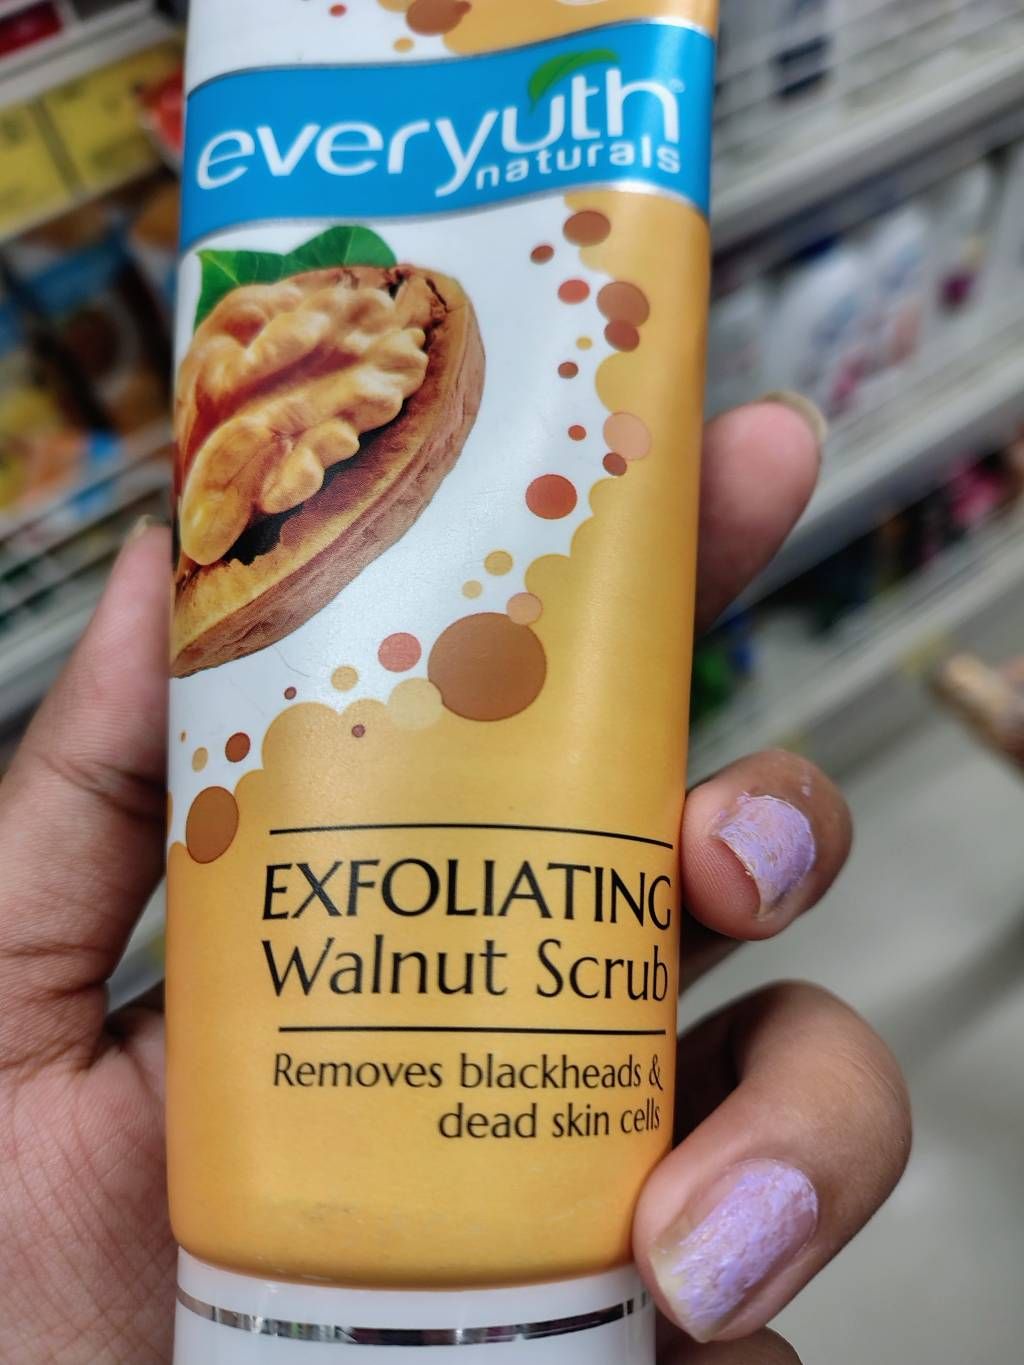 everyuth
naturals
EXFOLIATING
Walnut Scrub
Removes blackheads &
dead skin cells